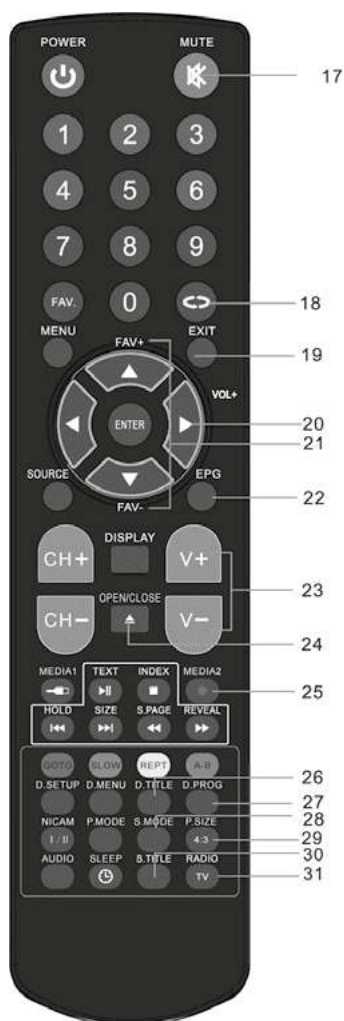 POWER MUTE
17
1 2 3
4 5 6
7 8 9
FAV. 0
18
MENU FAV+ EXIT
19
VOL+
ENTER
20
21
SOURCE EPG
22
FAV-
DISPLAY
CH+ V+
23
OPEN/CLOSE
CH- V-
24
MEDIA1 TEXT INDEX MEDIA2
25
HOLD SIZE S.PAGE REVEAL
GOTO SLOW REPT A-B
26
D.SETUP D.MENU D.TITLE D.PROG
27
28
NICAM P.MODE S.MODE P.SIZE
I/II 4:3
29
30
AUDIO SLEEP S.TITLE RADIO
TV
31